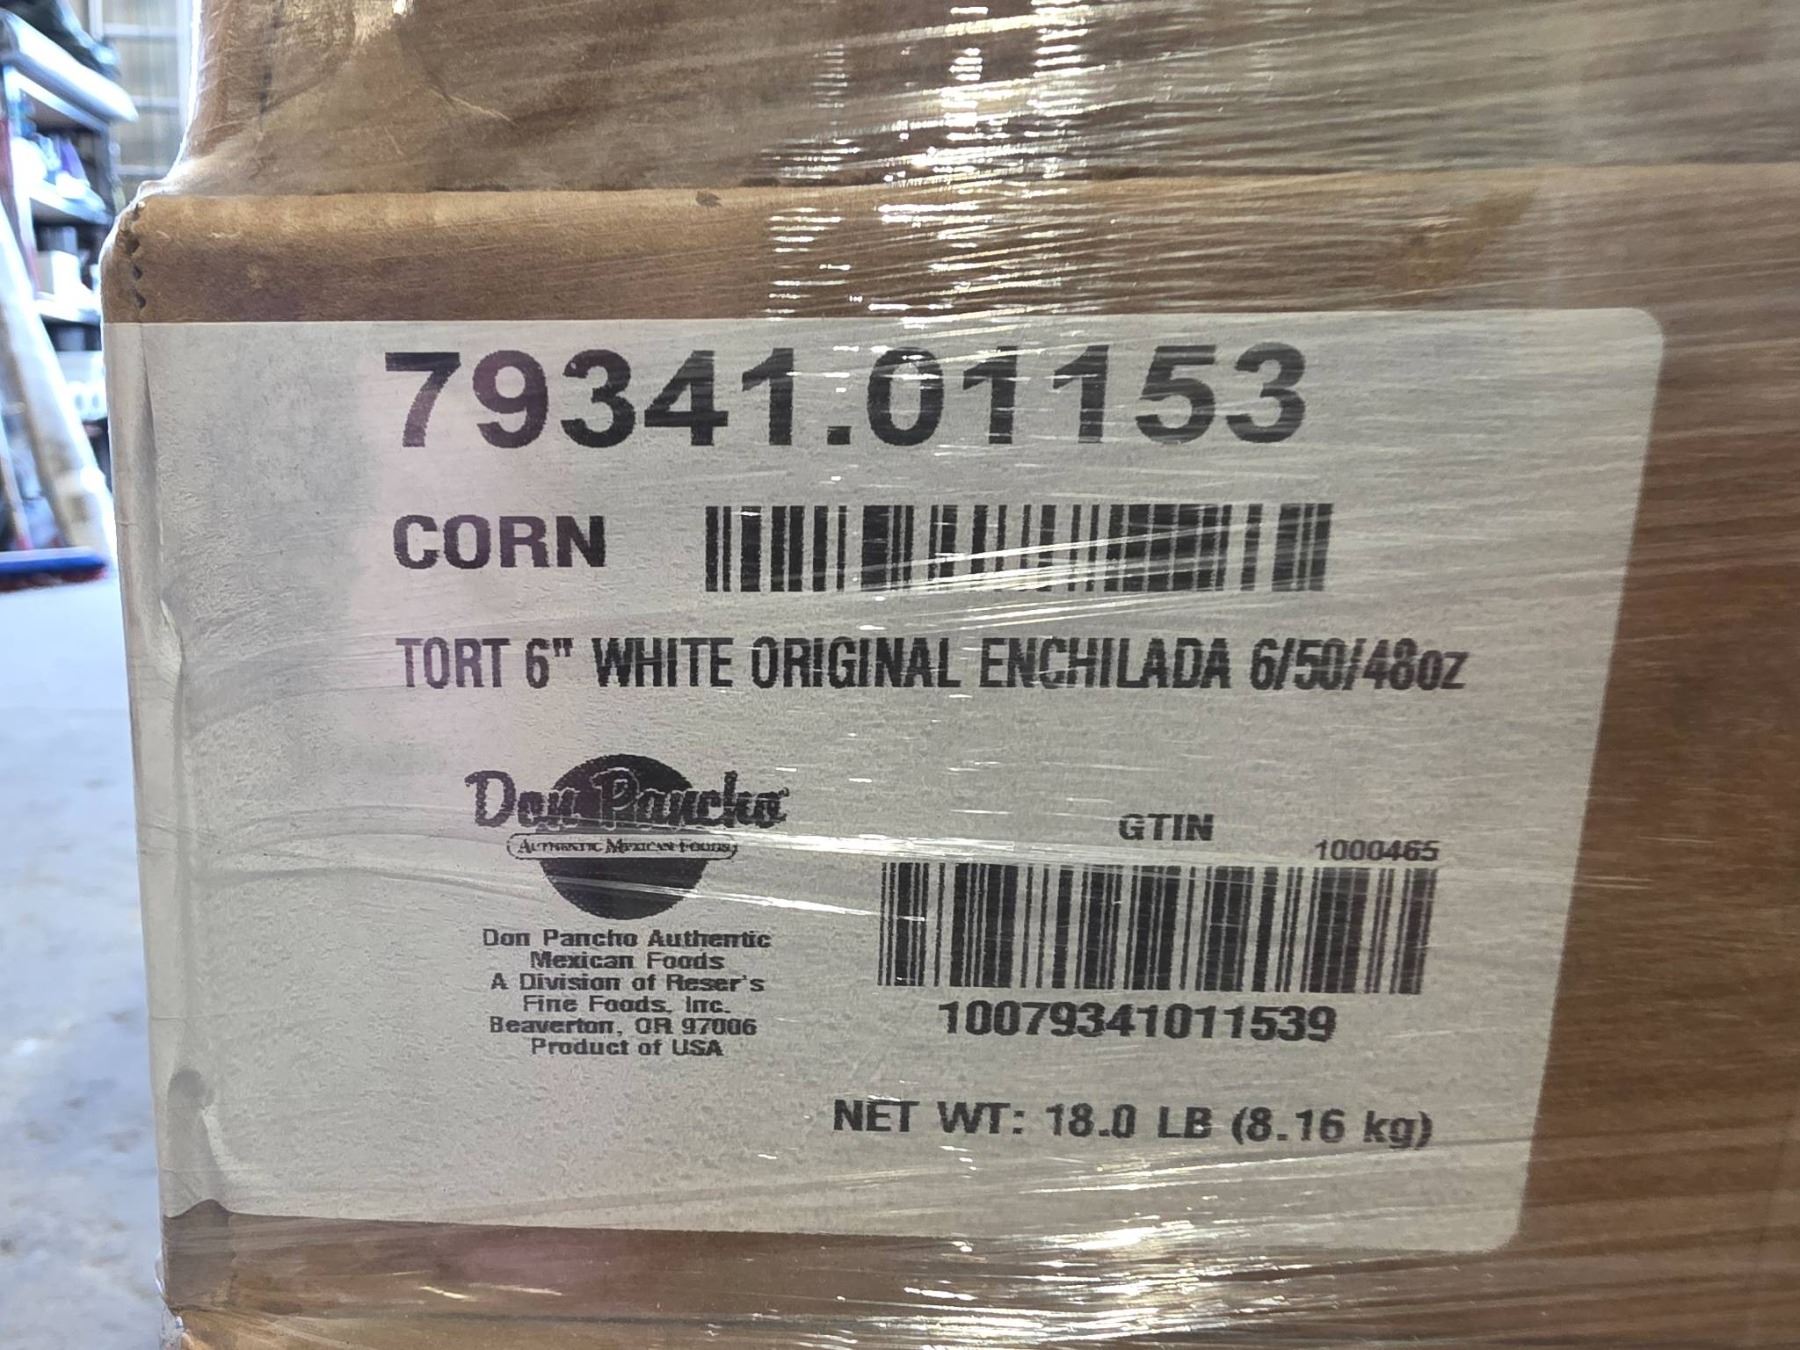 79341.01153
CORN
TORT 6" WHITE ORIGINAL ENCHILADA 6/50/48oz
Don Pancho
AUTHENTIC MEXICAN FOODS
Don Pancho Authentic
Mexican Foods
A Division of Reser's
Fine Foods, Inc.
Beaverton, OR 97006
Product of USA
GTIN
1000465
10079341011539
NET WT: 18.0 LB (8.16 kg)